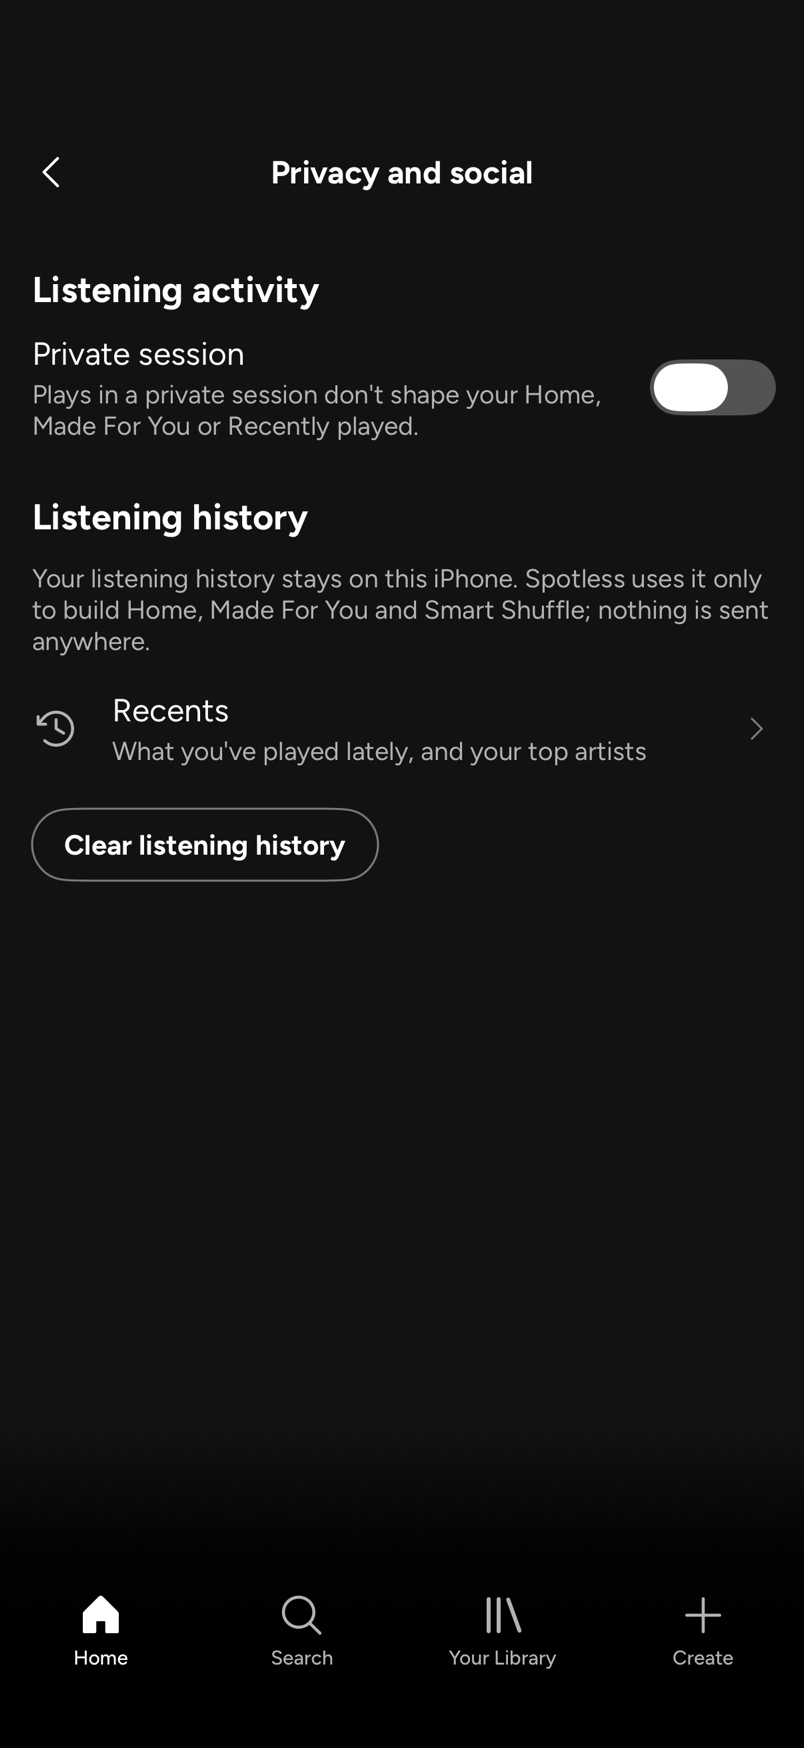 Privacy and social
Listening activity
Private session
Plays in a private session don't shape your Home,
Made For You or Recently played.
Listening history
Your listening history stays on this iPhone. Spotless uses it only
to build Home, Made For You and Smart Shuffle; nothing is sent
anywhere.
Recents
What you've played lately, and your top artists
Clear listening history
Home
Search
Your Library
Create